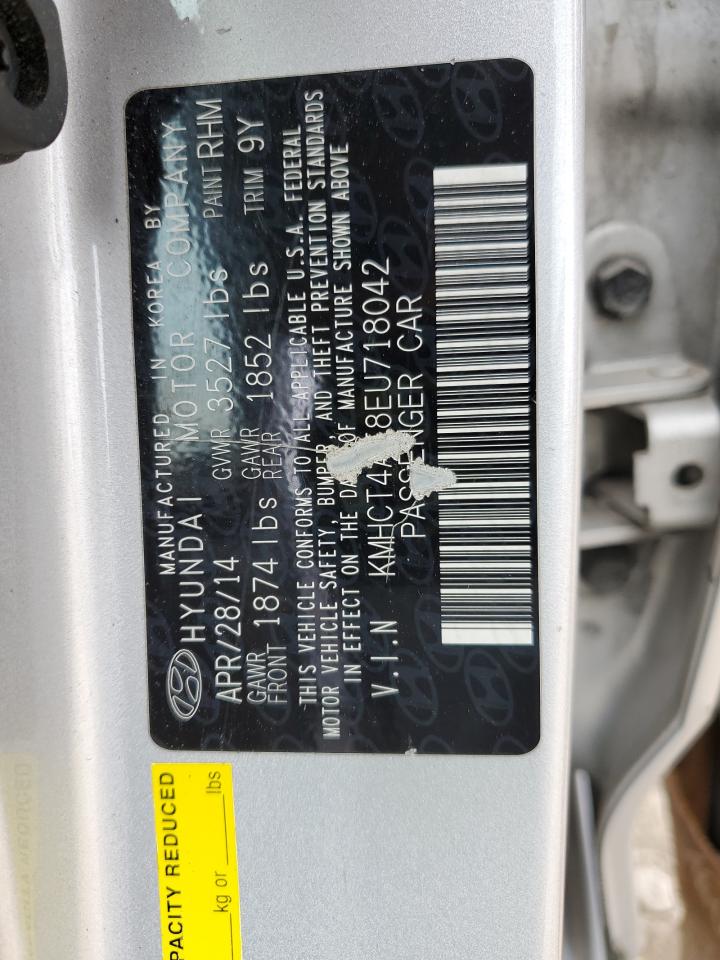 MANUFACTURED IN KOREA BY
HYUNDAI MOTOR COMPANY
APR/28/14 GVWR 3527 lbs PAINT RHM
GAWR FRONT 1874 lbs GAWR REAR 1852 lbs TRIM 9Y
THIS VEHICLE CONFORMS TO ALL APPLICABLE U.S.A. FEDERAL
MOTOR VEHICLE SAFETY, BUMPER, AND THEFT PREVENTION STANDARDS
IN EFFECT ON THE OF MANUFACTURE SHOWN ABOVE
V.I.N
PASSENGER CAR
PACITY REDUCED
kg or lbs